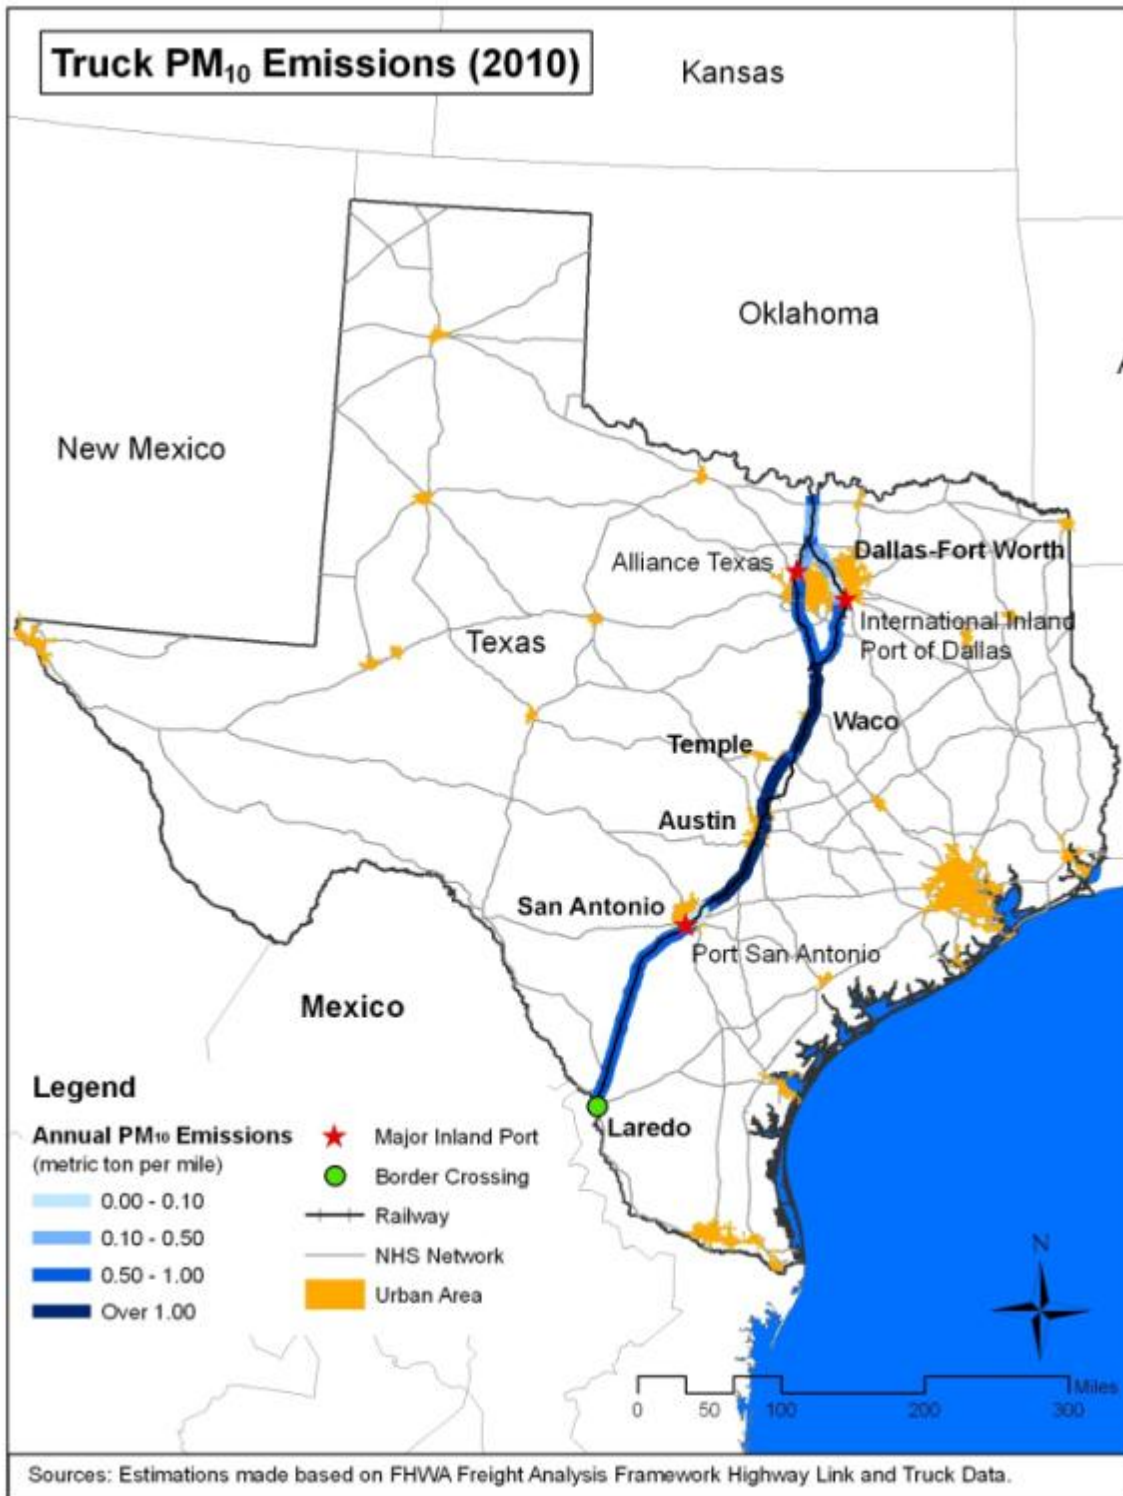 Truck PM₁₀ Emissions (2010)
Kansas
Oklahoma
New Mexico
Alliance Texas
Dallas-Fort Worth
International Inland
Port of Dallas
Texas
Waco
Temple
Austin
San Antonio
Port San Antonio
Mexico
Laredo
Legend
Annual PM₁₀ Emissions
(metric ton per mile)
0.00 - 0.10
0.10 - 0.50
0.50 - 1.00
Over 1.00
Major Inland Port
Border Crossing
Railway
NHS Network
Urban Area
N
Miles
0 50 100 200 300
Sources: Estimations made based on FHWA Freight Analysis Framework Highway Link and Truck Data.